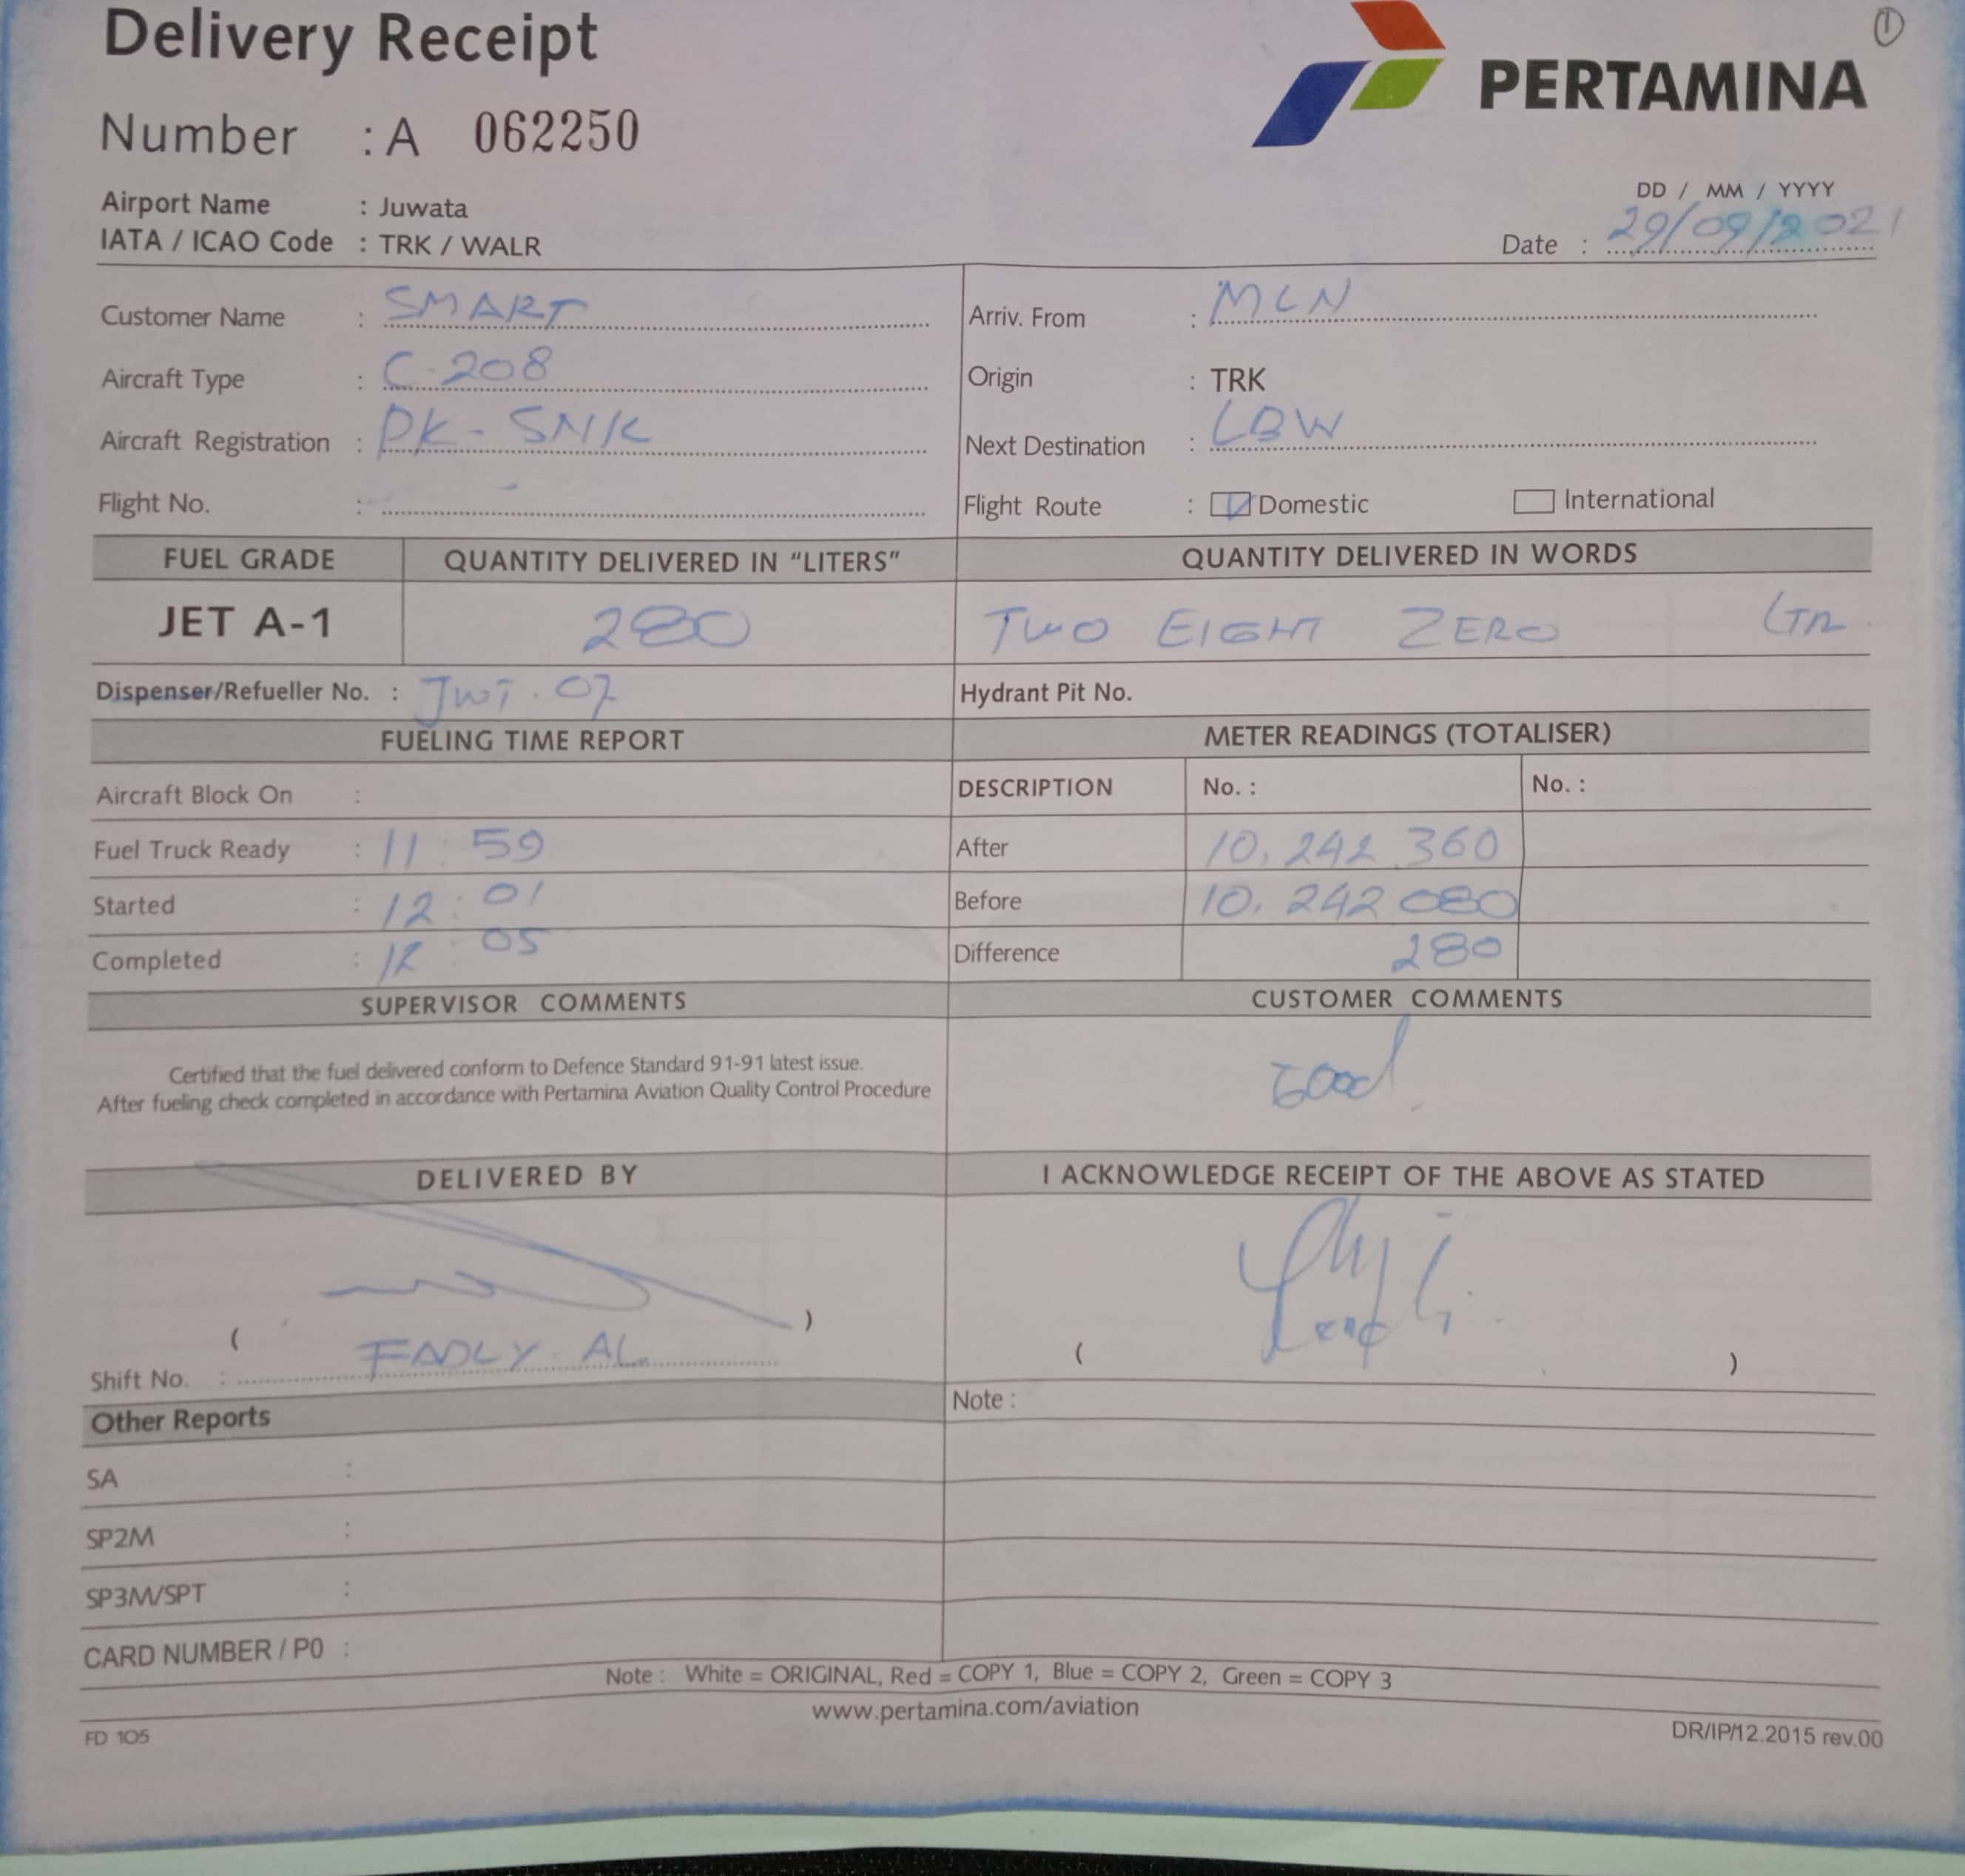 Delivery Receipt
①
PERTAMINA
Number : A 062250
DD / MM / YYYY
Airport Name : Juwata
Date : 29/09/2021
IATA / ICAO Code : TRK / WALR
Customer Name : SMART
Arriv. From : MLN
Aircraft Type : C-208
Origin : TRK
Aircraft Registration : PK-SNK
Next Destination : LBW
Flight No. : -
Flight Route : Domestic International
FUEL GRADE QUANTITY DELIVERED IN “LITERS” QUANTITY DELIVERED IN WORDS
JET A-1 280 TWO EIGHT ZERO LTR
Dispenser/Refueller No. : JWT.07 Hydrant Pit No.
FUELING TIME REPORT METER READINGS (TOTALISER)
Aircraft Block On : DESCRIPTION No. : No. :
Fuel Truck Ready : 11:59 After 10.242.360
Started : 12:01 Before 10.242 080
Completed : 12:05 Difference 280
SUPERVISOR COMMENTS CUSTOMER COMMENTS
Certified that the fuel delivered conform to Defence Standard 91-91 latest issue.
After fueling check completed in accordance with Pertamina Aviation Quality Control Procedure
Good
DELIVERED BY I ACKNOWLEDGE RECEIPT OF THE ABOVE AS STATED
( ) ( )
Shift No. : FADLY. AL
Other Reports Note :
SA :
SP2M :
SP3M/SPT :
CARD NUMBER / P0 :
Note : White = ORIGINAL, Red = COPY 1, Blue = COPY 2, Green = COPY 3
www.pertamina.com/aviation
FD 105 DR/IP/12.2015 rev.00